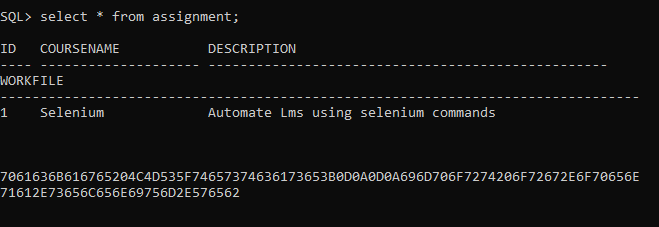 SQL> select * from assignment;
ID   COURSENAME           DESCRIPTION
---- -------------------- --------------------------------------------------
WORKFILE
--------------------------------------------------------------------------------
1    Selenium             Automate Lms using selenium commands
7061636B616765204C4D535F74657374636173653B0D0A0D0A696D706F7274206F72672E6F70656E
71612E73656C656E69756D2E576562